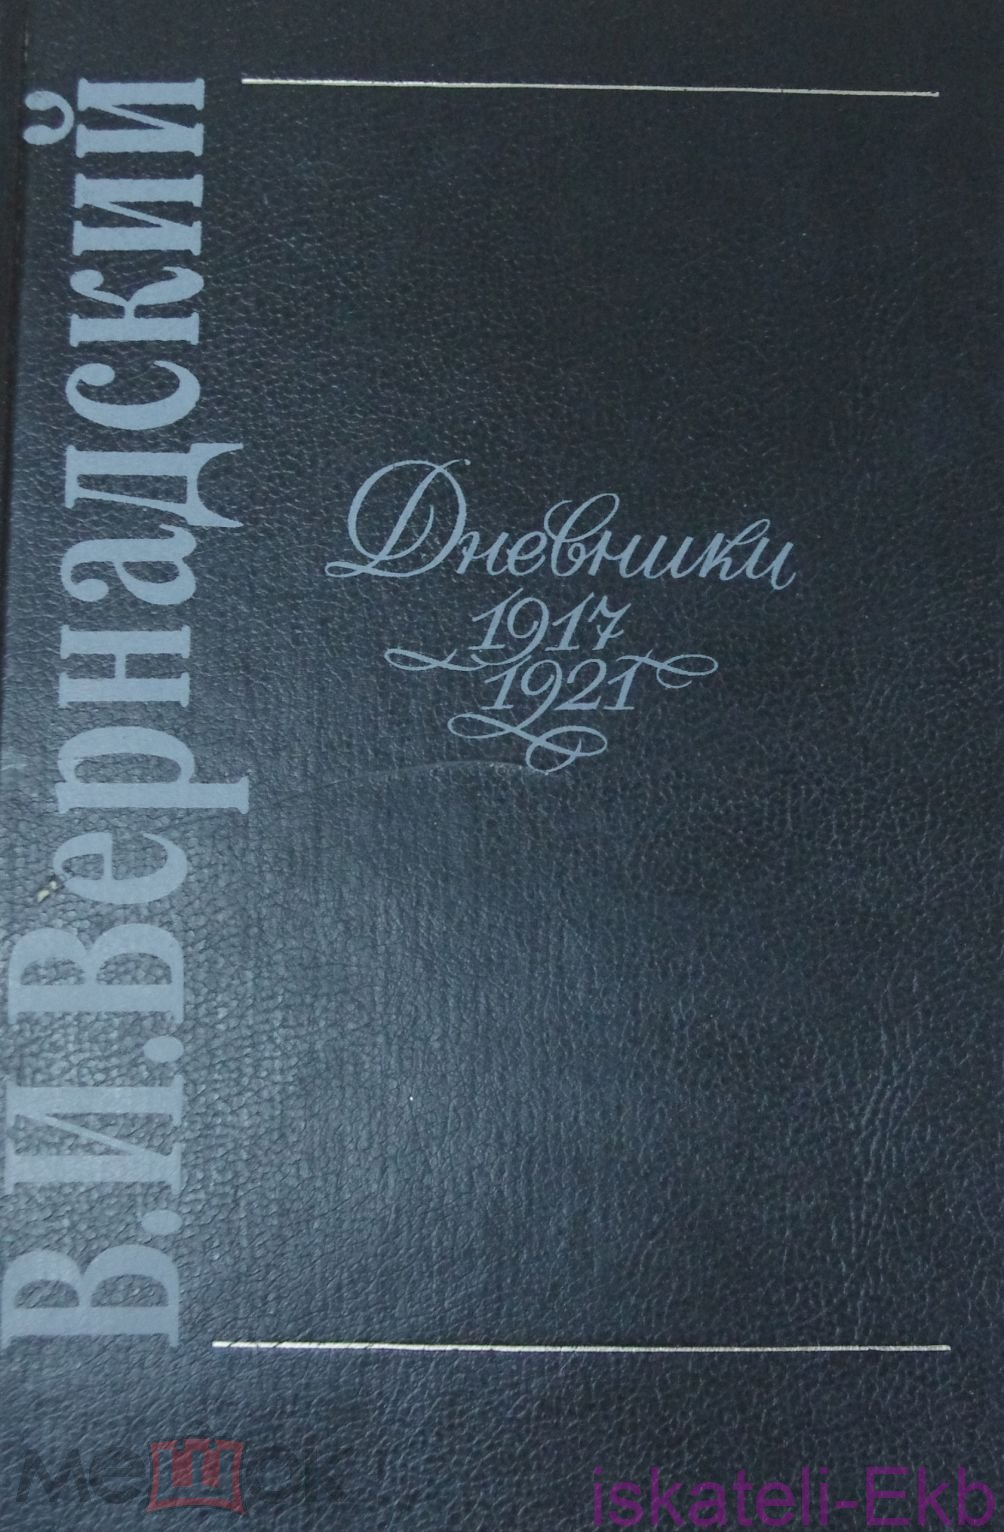 В.И.Вернадский
Дневники
1917
1921
мешок
iskateli-Ekb